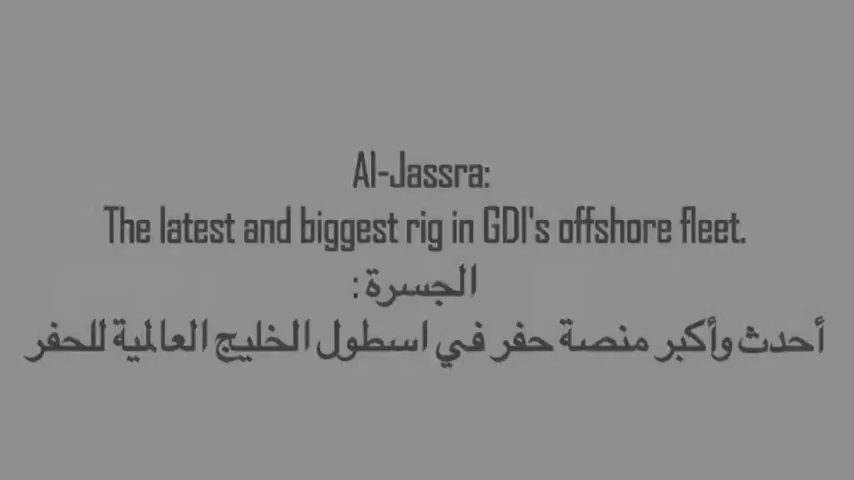 Al-Jassra:
The latest and biggest rig in GDI's offshore fleet.
الجسرة :
أحدث وأكبر منصة حفر في اسطول الخليج العالمية للحفر